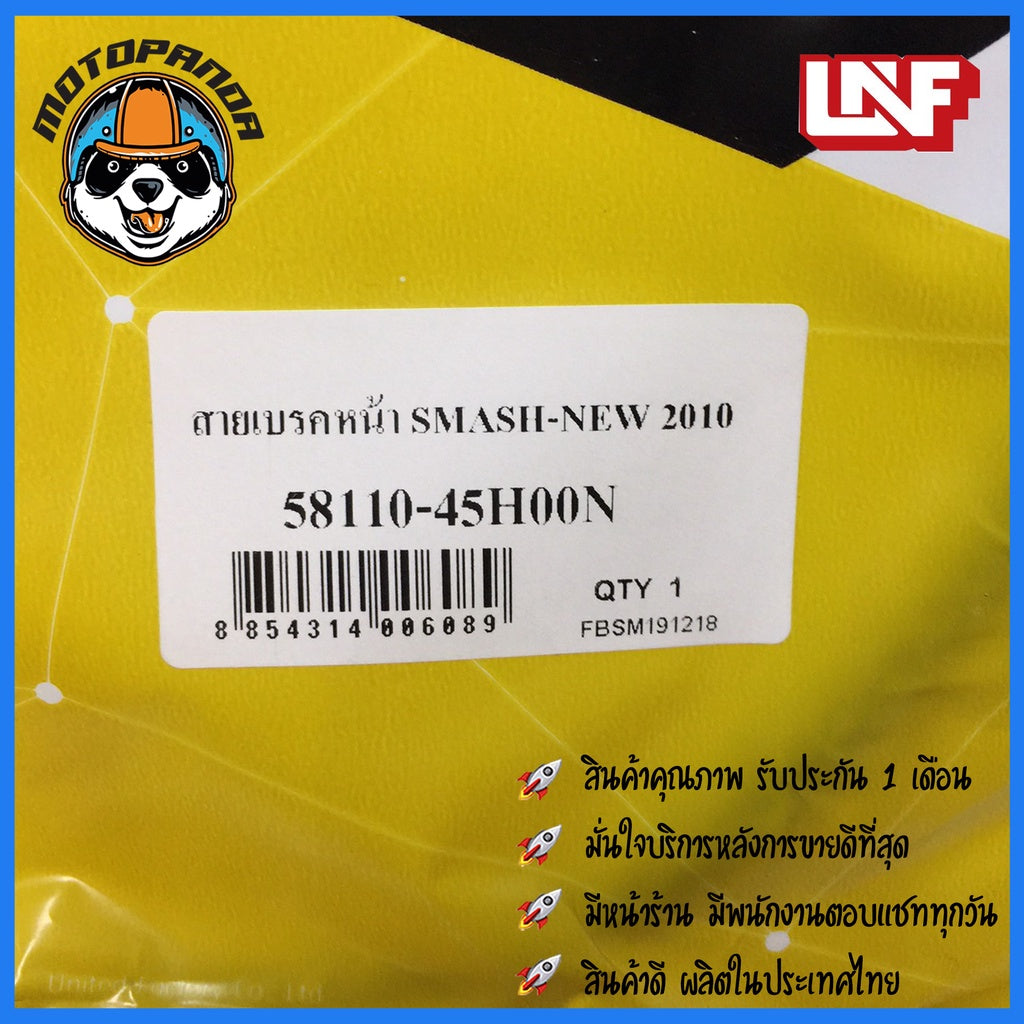 MOTOPANDA
UNF
สายเบรคหน้า SMASH-NEW 2010
58110-45H00N
QTY 1
8 854314 006089
FBSM191218
สินค้าคุณภาพ รับประกัน 1 เดือน
มั่นใจบริการหลังการขายดีที่สุด
มีหน้าร้าน มีพนักงานตอบแชททุกวัน
สินค้าดี ผลิตในประเทศไทย
United Co., Ltd